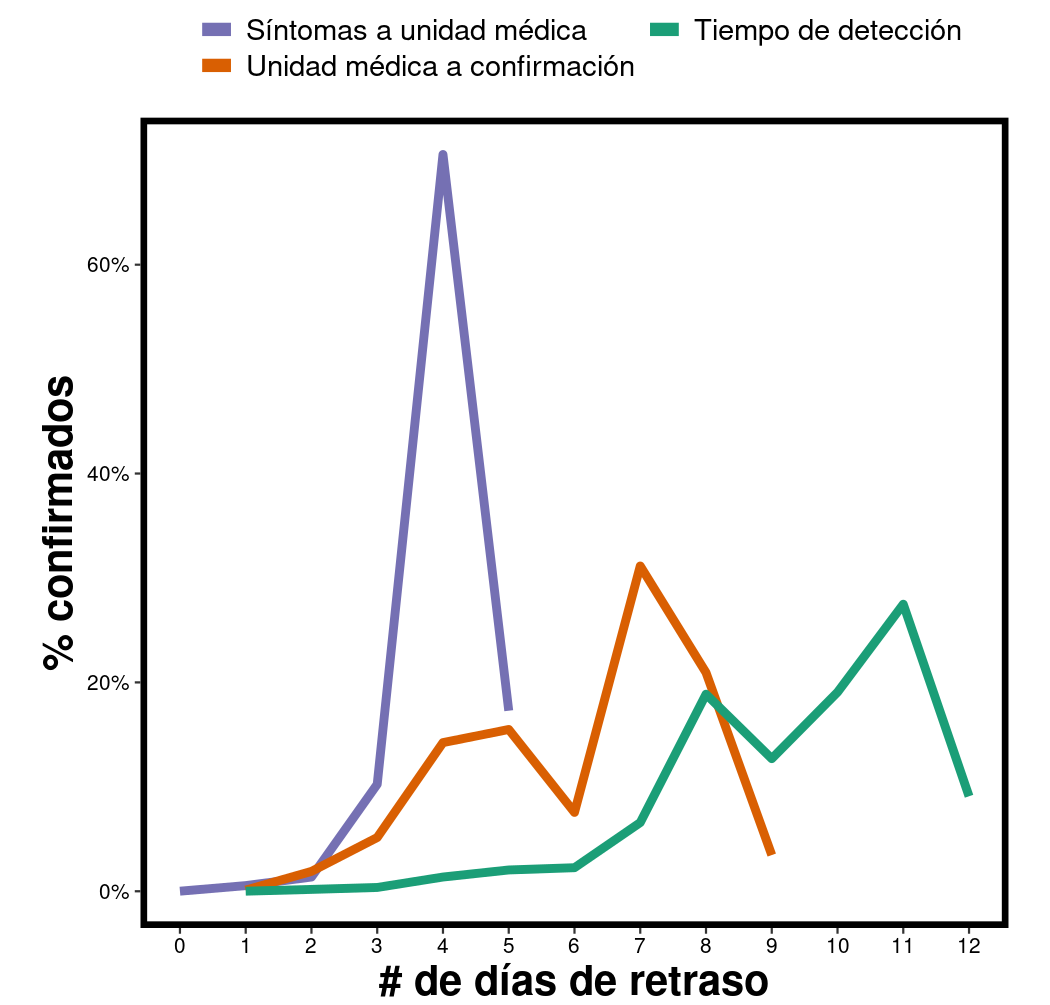 Síntomas a unidad médica
Tiempo de detección
Unidad médica a confirmación
% confirmados
60%
40%
20%
0%
0 1 2 3 4 5 6 7 8 9 10 11 12
# de días de retraso